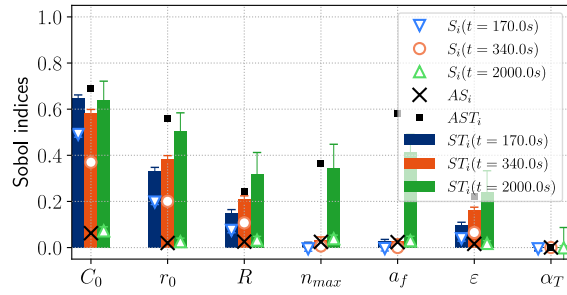 Sobol indices
1.0
0.8
0.6
0.4
0.2
0.0
C_0 r_0 R n_{max} a_f ε α_T
S_i(t = 170.0s)
S_i(t = 340.0s)
S_i(t = 2000.0s)
AS_i
AST_i
ST_i(t = 170.0s)
ST_i(t = 340.0s)
ST_i(t = 2000.0s)